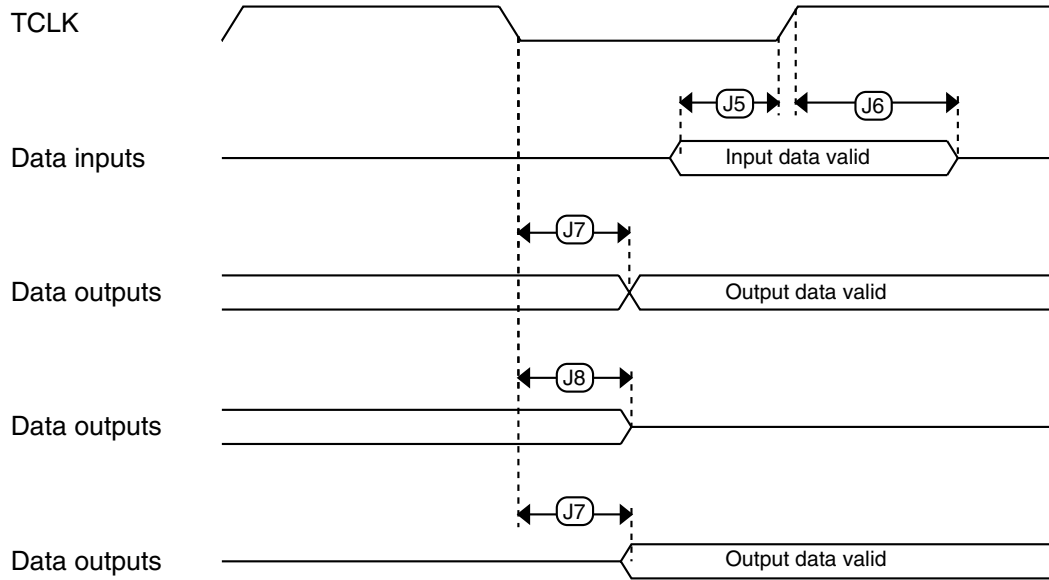 TCLK
J5
J6
Data inputs
Input data valid
J7
Data outputs
Output data valid
J8
Data outputs
J7
Data outputs
Output data valid